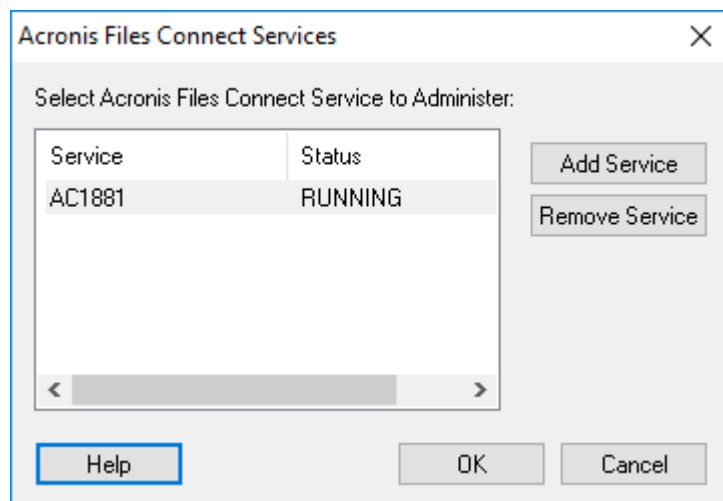 Acronis Files Connect Services
Select Acronis Files Connect Service to Administer:
Service Status
AC1881 RUNNING
Add Service
Remove Service
Help OK Cancel